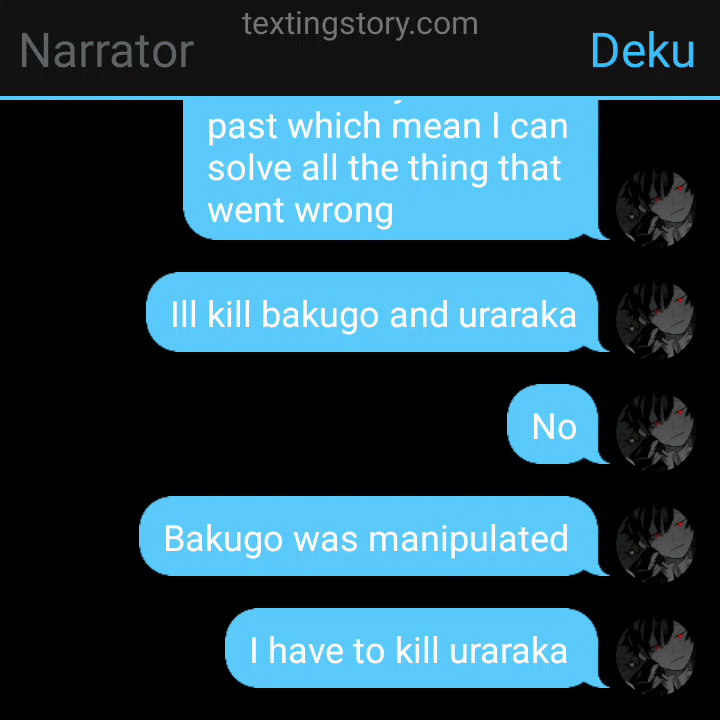 textingstory.com
Narrator
Deku
past which mean I can
solve all the thing that
went wrong
Ill kill bakugo and uraraka
No
Bakugo was manipulated
I have to kill uraraka